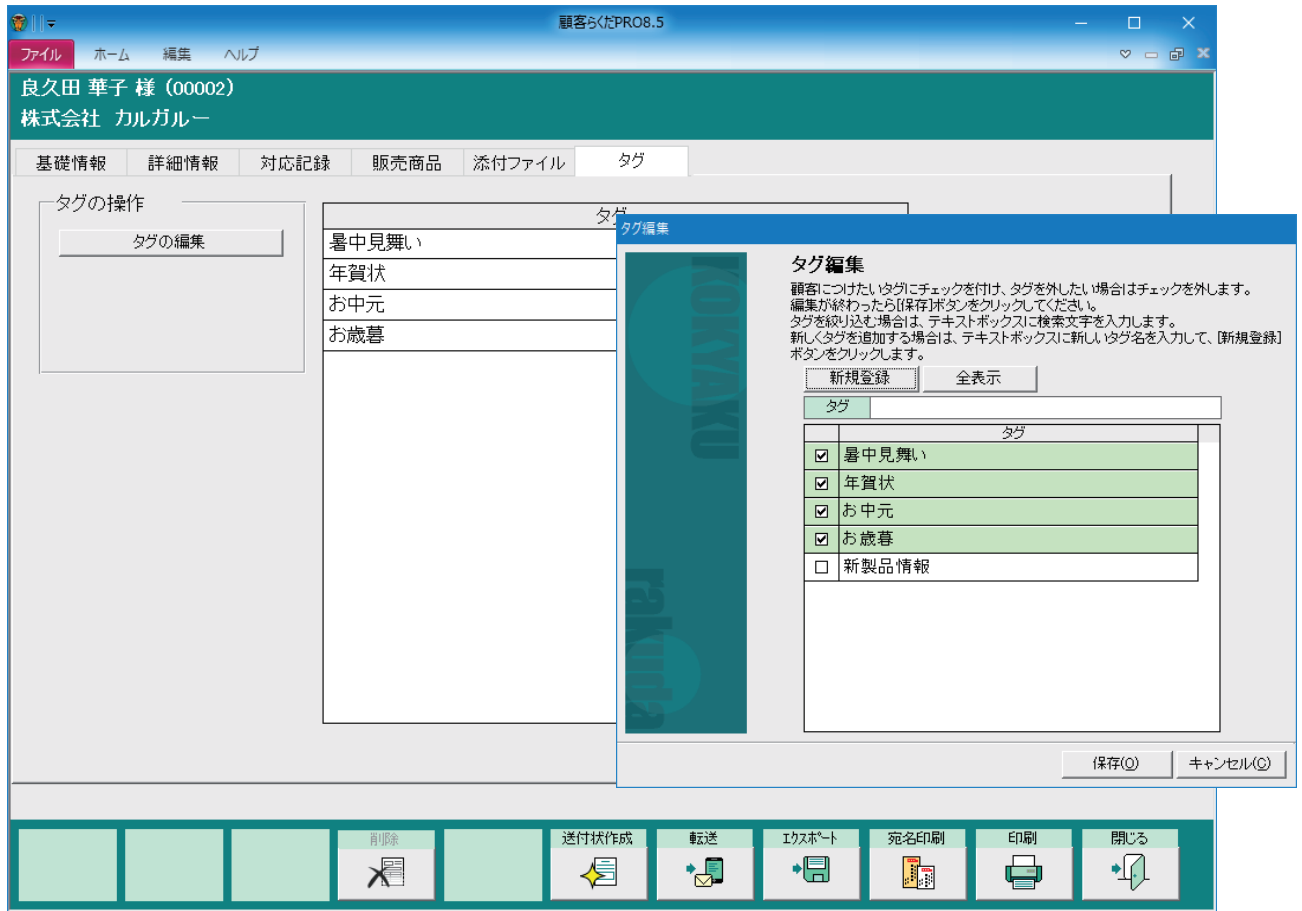 顧客らくだPRO8.5
ファイル ホーム 編集 ヘルプ
良久田 華子 様 (00002)
株式会社 カルガルー
基礎情報 詳細情報 対応記録 販売商品 添付ファイル タグ
タグの操作
タグの編集
タグ
暑中見舞い
年賀状
お中元
お歳暮
タグ編集
KOKYAKU
rakuda
タグ編集
顧客につけたいタグにチェックを付け、タグを外したい場合はチェックを外します。
編集が終わったら[保存]ボタンをクリックしてください。
タグを絞り込む場合は、テキストボックスに検索文字を入力します。
新しくタグを追加する場合は、テキストボックスに新しいタグ名を入力して、[新規登録]
ボタンをクリックします。
新規登録 全表示
タグ
タグ
暑中見舞い
年賀状
お中元
お歳暮
新製品情報
保存(O) キャンセル(C)
削除 送付状作成 転送 エクスポート 宛名印刷 印刷 閉じる